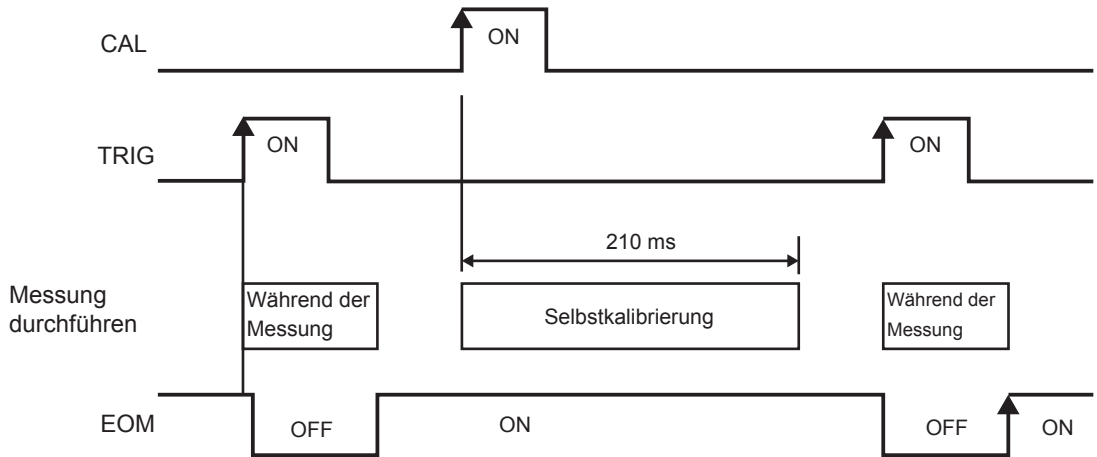 CAL
ON
TRIG
ON
ON
210 ms
Messung
durchführen
Während der
Messung
Selbstkalibrierung
Während der
Messung
EOM
OFF
ON
OFF
ON